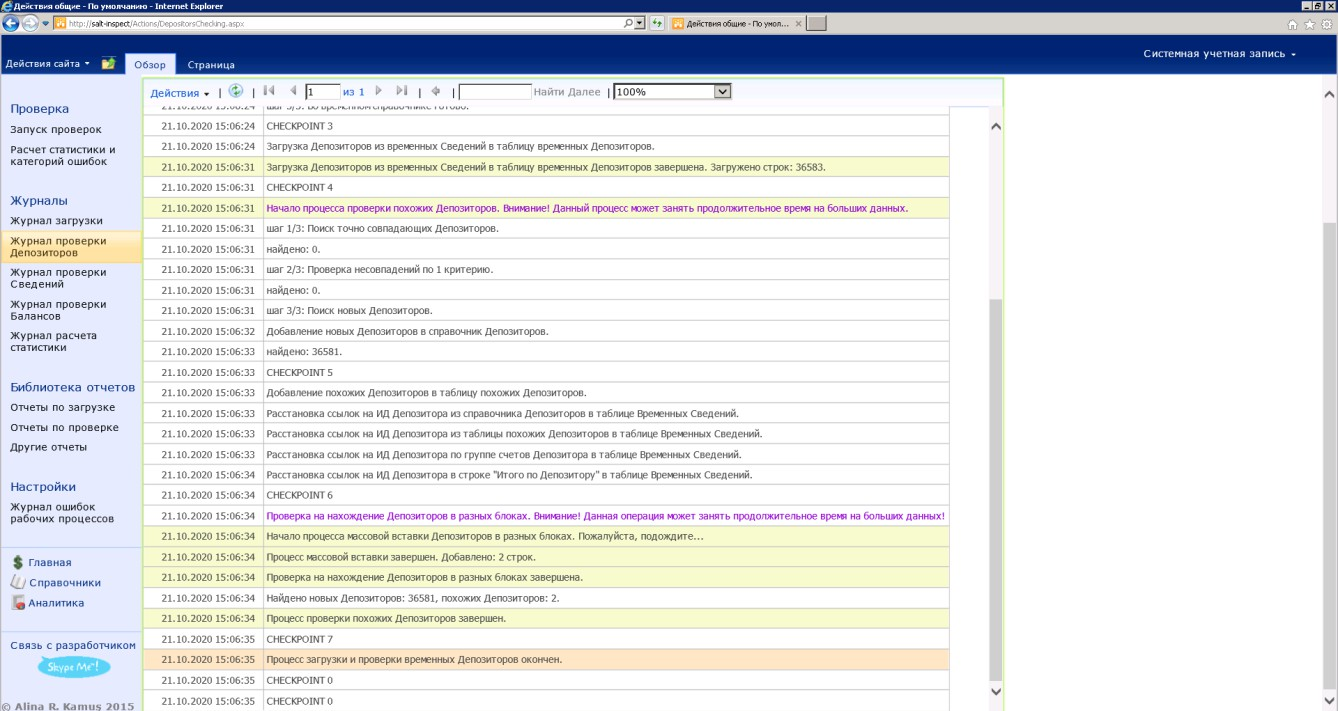 Действия общие - По умолчанию - Internet Explorer
http://salt-inspect/Actions/DepositorsChecking.aspx
Действия общие - По умол...
Системная учетная запись
Действия сайта
Обзор
Страница
Действия
1 из 1
Найти Далее
100%
Проверка
Запуск проверок
Расчет статистики и
категорий ошибок
Журналы
Журнал загрузки
Журнал проверки
Депозиторов
Журнал проверки
Сведений
Журнал проверки
Балансов
Журнал расчета
статистики
Библиотека отчетов
Отчеты по загрузке
Отчеты по проверке
Другие отчеты
Настройки
Журнал ошибок
рабочих процессов
Главная
Справочники
Аналитика
Связь с разработчиком
Skype Me™!
© Alina R. Kamus 2015
21.10.2020 15:06:24 CHECKPOINT 3
21.10.2020 15:06:24 Загрузка Депозиторов из временных Сведений в таблицу временных Депозиторов.
21.10.2020 15:06:31 Загрузка Депозиторов из временных Сведений в таблицу временных Депозиторов завершена. Загружено строк: 36583.
21.10.2020 15:06:31 CHECKPOINT 4
21.10.2020 15:06:31 Начало процесса проверки похожих Депозиторов. Внимание! Данный процесс может занять продолжительное время на больших данных.
21.10.2020 15:06:31 шаг 1/3: Поиск точно совпадающих Депозиторов.
21.10.2020 15:06:31 найдено: 0.
21.10.2020 15:06:31 шаг 2/3: Проверка несовпадений по 1 критерию.
21.10.2020 15:06:31 найдено: 0.
21.10.2020 15:06:31 шаг 3/3: Поиск новых Депозиторов.
21.10.2020 15:06:32 Добавление новых Депозиторов в справочник Депозиторов.
21.10.2020 15:06:33 найдено: 36581.
21.10.2020 15:06:33 CHECKPOINT 5
21.10.2020 15:06:33 Добавление похожих Депозиторов в таблицу похожих Депозиторов.
21.10.2020 15:06:33 Расстановка ссылок на ИД Депозитора из справочника Депозиторов в таблице Временных Сведений.
21.10.2020 15:06:33 Расстановка ссылок на ИД Депозитора из таблицы похожих Депозиторов в таблице Временных Сведений.
21.10.2020 15:06:33 Расстановка ссылок на ИД Депозитора по группе счетов Депозитора в таблице Временных Сведений.
21.10.2020 15:06:34 Расстановка ссылок на ИД Депозитора в строке "Итого по Депозитору" в таблице Временных Сведений.
21.10.2020 15:06:34 CHECKPOINT 6
21.10.2020 15:06:34 Проверка на нахождение Депозиторов в разных блоках. Внимание! Данная операция может занять продолжительное время на больших данных!
21.10.2020 15:06:34 Начало процесса массовой вставки Депозиторов в разных блоках. Пожалуйста, подождите...
21.10.2020 15:06:34 Процесс массовой вставки завершен. Добавлено: 2 строк.
21.10.2020 15:06:34 Проверка на нахождение Депозиторов в разных блоках завершена.
21.10.2020 15:06:34 Найдено новых Депозиторов: 36581, похожих Депозиторов: 2.
21.10.2020 15:06:34 Процесс проверки похожих Депозиторов завершен.
21.10.2020 15:06:35 CHECKPOINT 7
21.10.2020 15:06:35 Процесс загрузки и проверки временных Депозиторов окончен.
21.10.2020 15:06:35 CHECKPOINT 0
21.10.2020 15:06:35 CHECKPOINT 0